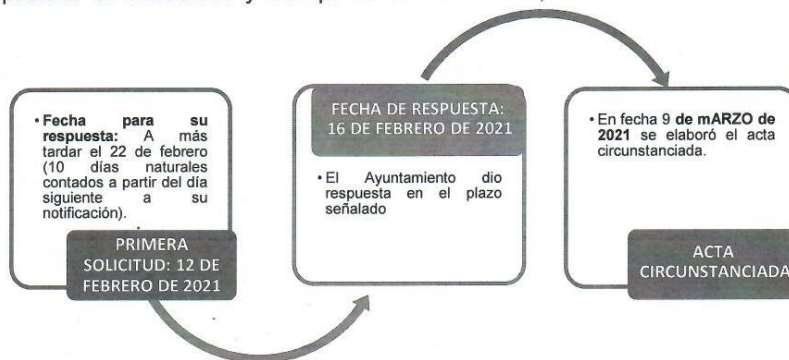 • Fecha para su
respuesta: A más
tardar el 22 de febrero
(10 días naturales
contados a partir del día
siguiente a su
notificación).
PRIMERA
SOLICITUD: 12 DE
FEBRERO DE 2021
FECHA DE RESPUESTA:
16 DE FEBRERO DE 2021
• El Ayuntamiento dio
respuesta en el plazo
señalado
• En fecha 9 de mARZO de
2021 se elaboró el acta
circunstanciada.
ACTA
CIRCUNSTANCIADA